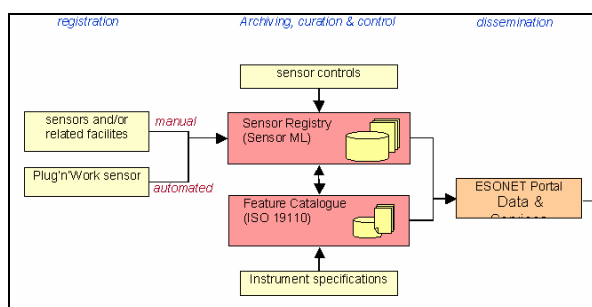 registration
Archiving, curation & control
dissemination
sensor controls
sensors and/or
related facilites
manual
Plug'n'Work sensor
automated
Sensor Registry
(Sensor ML)
Feature Catalogue
(ISO 19110)
Instrument specifications
ESONET Portal
Data &
Services